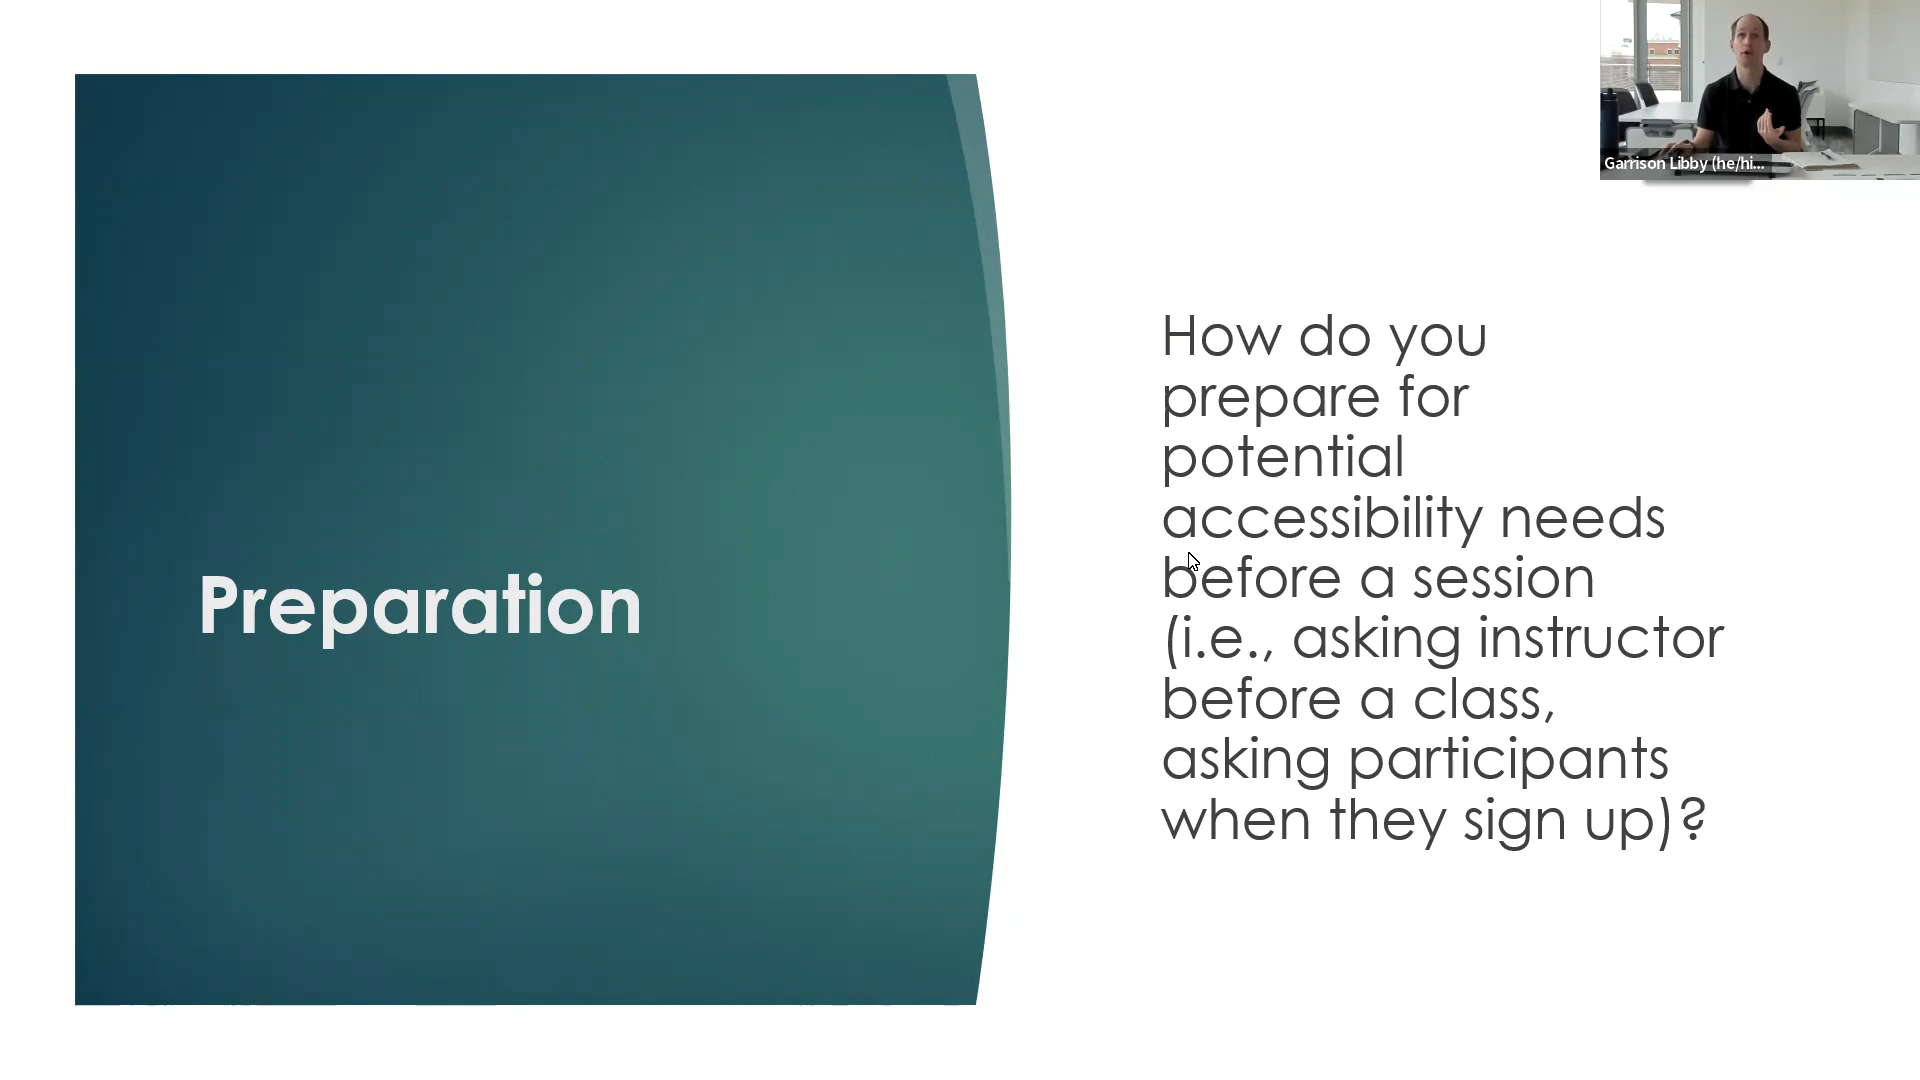 Garrison Libby (he/hi...
Preparation
How do you
prepare for
potential
accessibility needs
before a session
(i.e., asking instructor
before a class,
asking participants
when they sign up)?